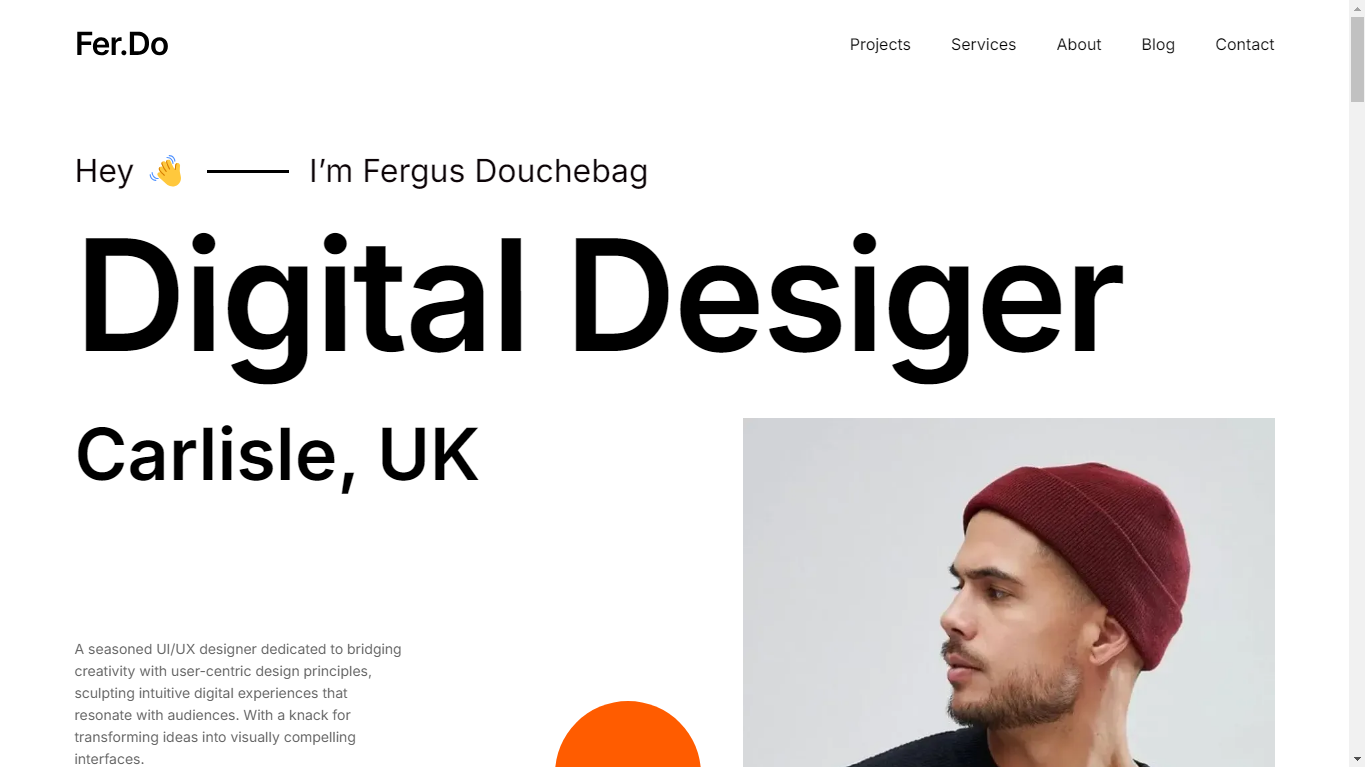 Fer.Do
Projects Services About Blog Contact
Hey 👋 I’m Fergus Douchebag
Digital Desiger
Carlisle, UK
A seasoned UI/UX designer dedicated to bridging
creativity with user-centric design principles,
sculpting intuitive digital experiences that
resonate with audiences. With a knack for
transforming ideas into visually compelling
interfaces.